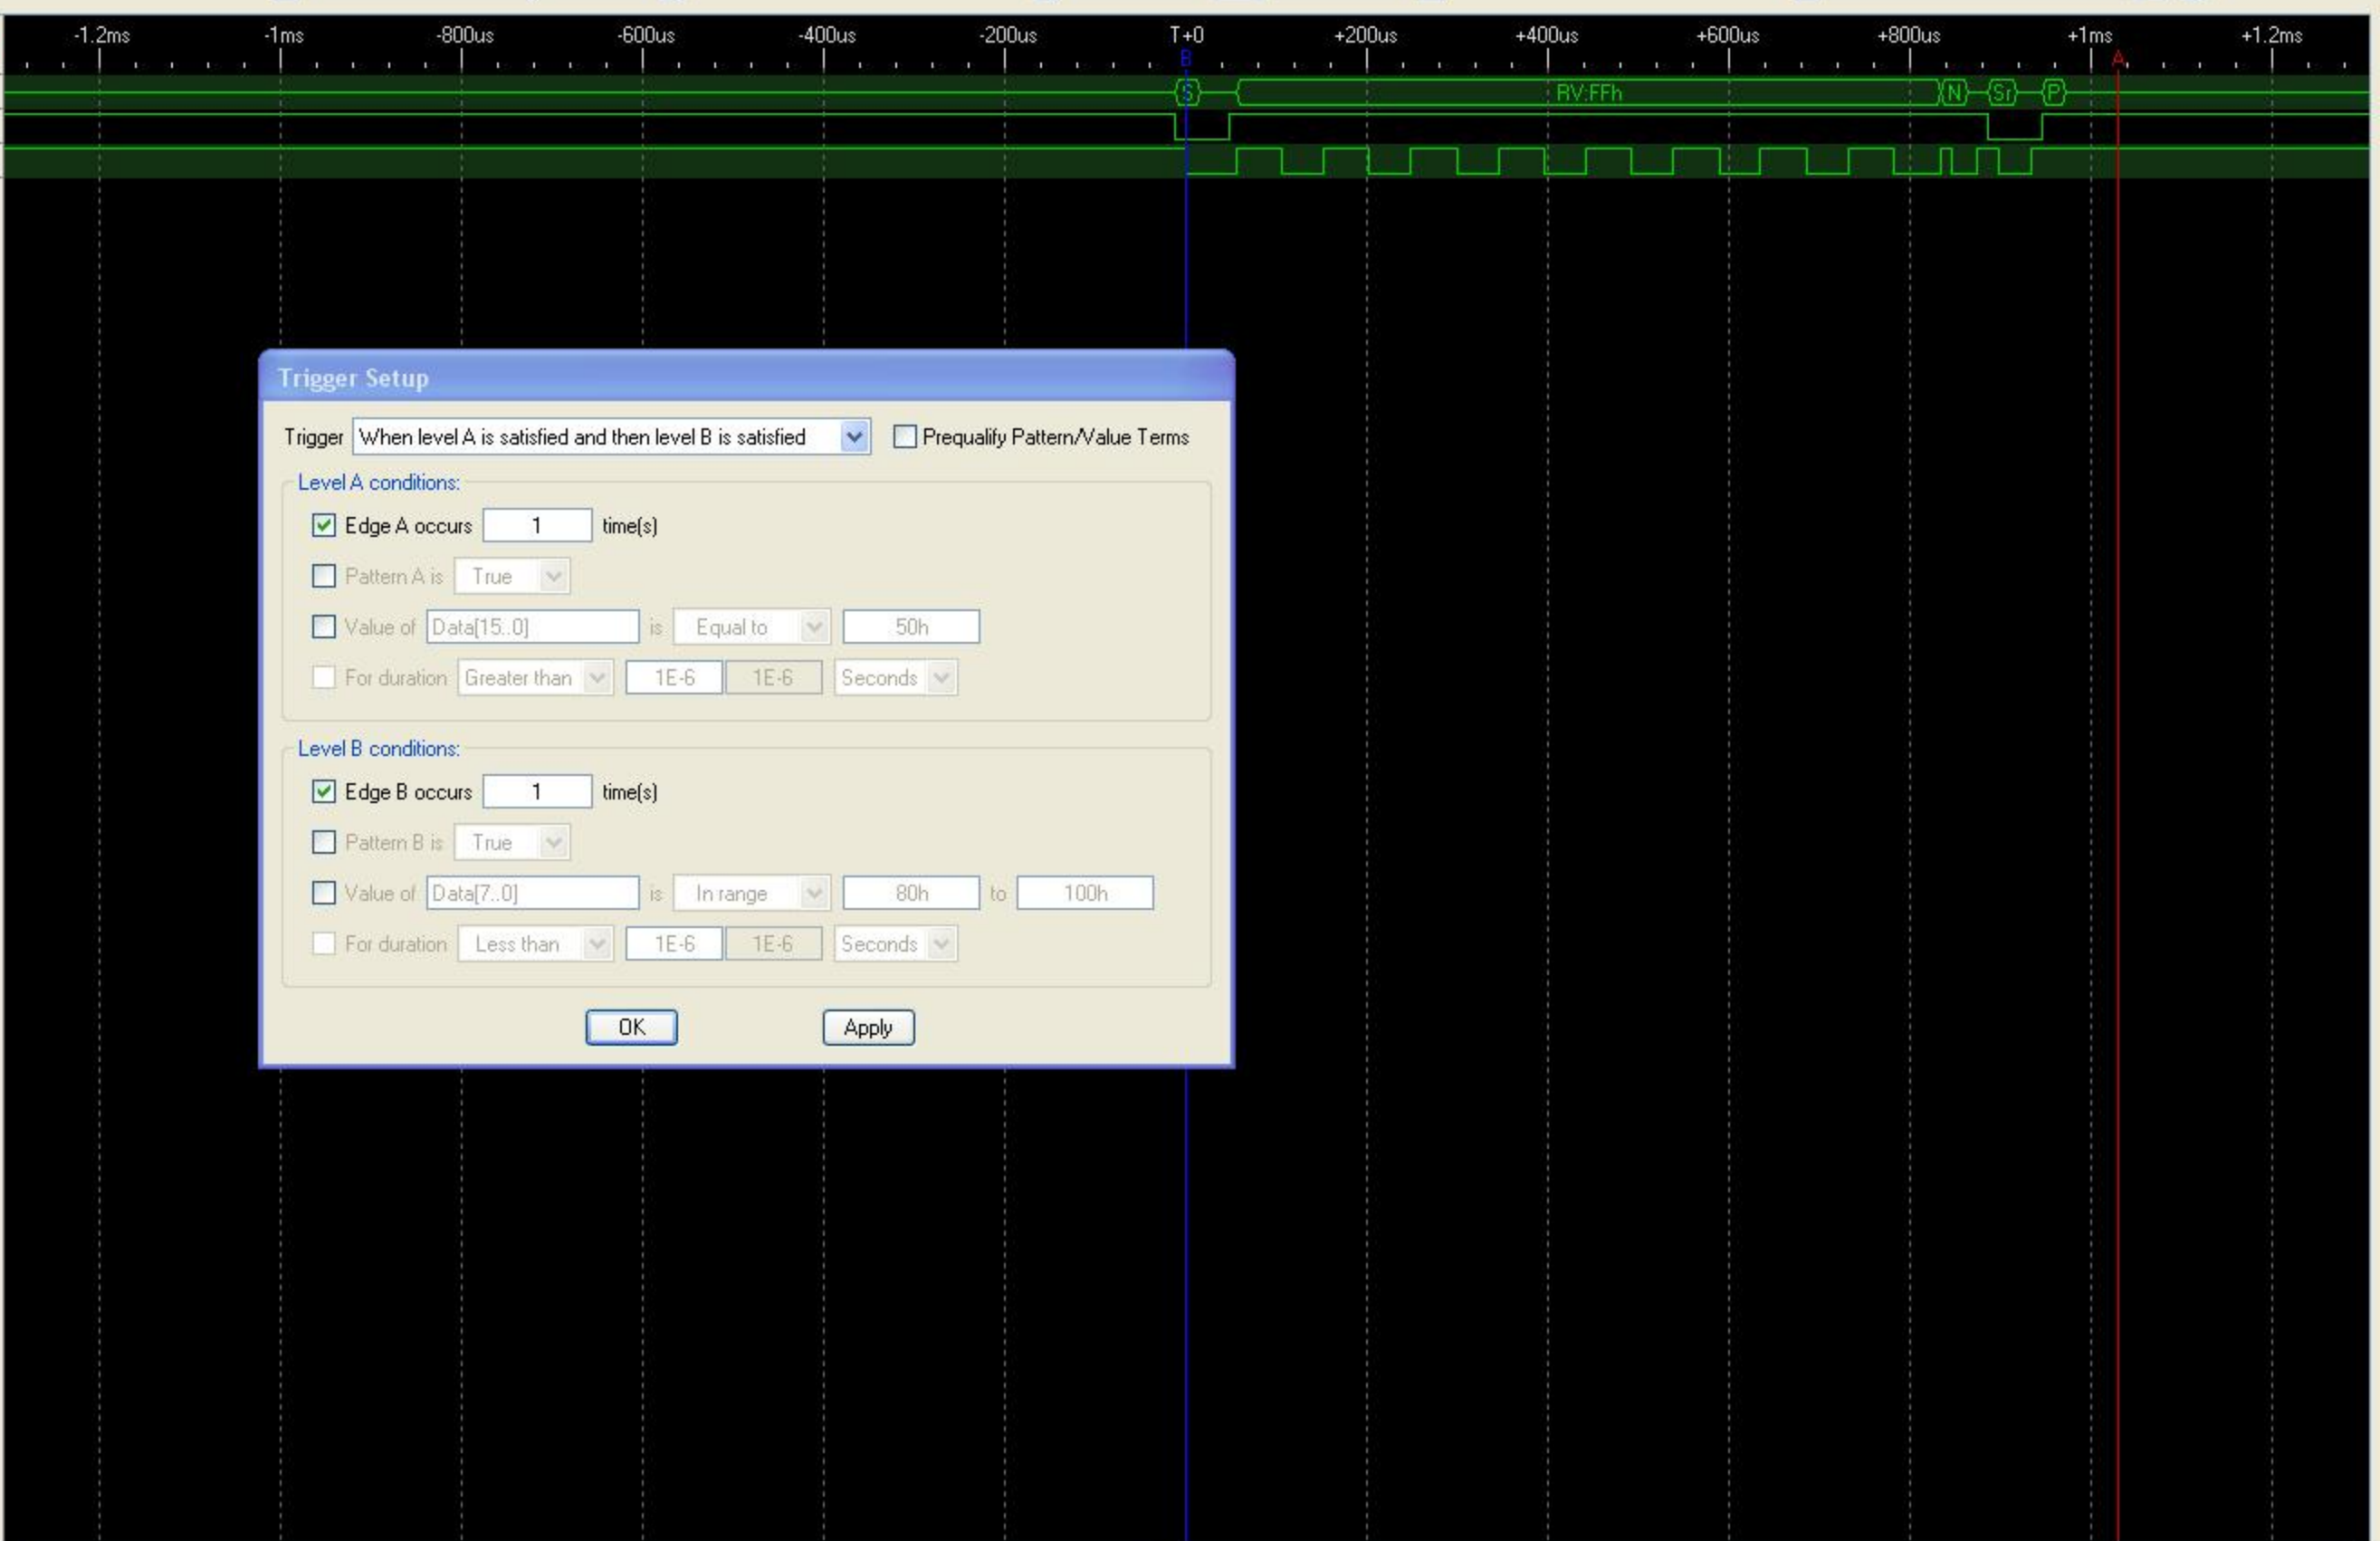 -1.2ms -1ms -800us -600us -400us -200us T+0 +200us +400us +600us +800us +1ms +1.2ms
B A
S RV:FFh N Sr P
Trigger Setup
Trigger When level A is satisfied and then level B is satisfied Prequalify Pattern/Value Terms
Level A conditions:
Edge A occurs 1 time(s)
Pattern A is True
Value of Data[15..0] is Equal to 50h
For duration Greater than 1E-6 1E-6 Seconds
Level B conditions:
Edge B occurs 1 time(s)
Pattern B is True
Value of Data[7..0] is In range 80h to 100h
For duration Less than 1E-6 1E-6 Seconds
OK Apply